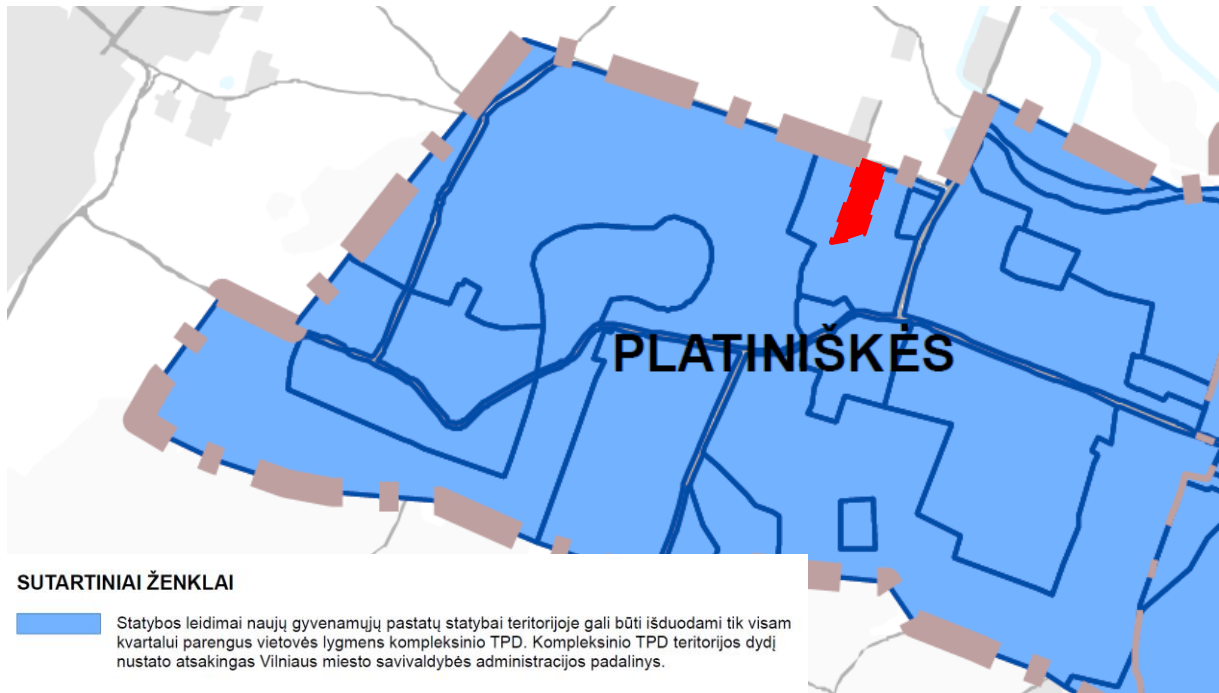 PLATINIŠKĖS
SUTARTINIAI ŽENKLAI
Statybos leidimai naujų gyvenamųjų pastatų statybai teritorijoje gali būti išduodami tik visam
kvartalui parengus vietovės lygmens kompleksinio TPD. Kompleksinio TPD teritorijos dydį
nustato atsakingas Vilniaus miesto savivaldybės administracijos padalinys.